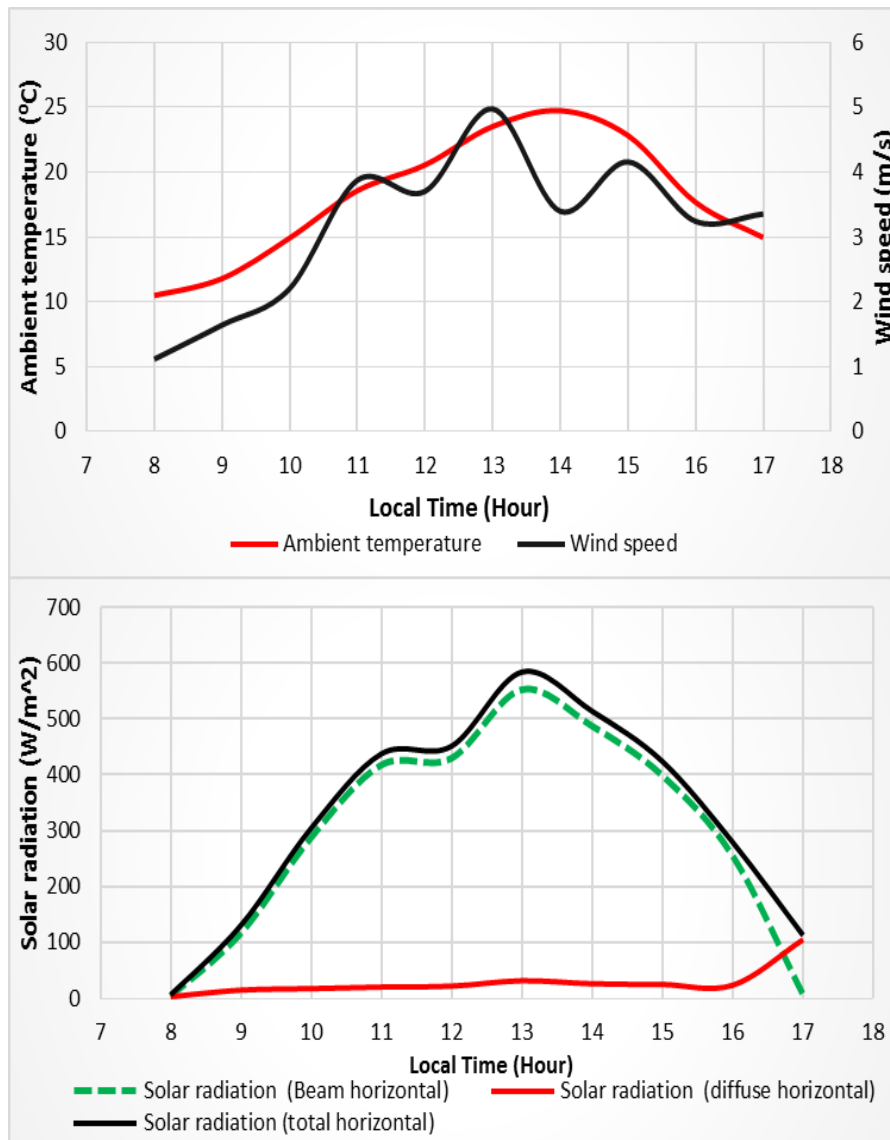 30
25
20
15
10
5
0
Ambient temperature (°C)
6
5
4
3
2
1
0
Wind speed (m/s)
7 8 9 10 11 12 13 14 15 16 17 18
Local Time (Hour)
Ambient temperature Wind speed
700
600
500
400
300
200
100
0
Solar radiation (W/m^2)
7 8 9 10 11 12 13 14 15 16 17 18
Local Time (Hour)
Solar radiation (Beam horizontal) Solar radiation (diffuse horizontal)
Solar radiation (total horizontal)